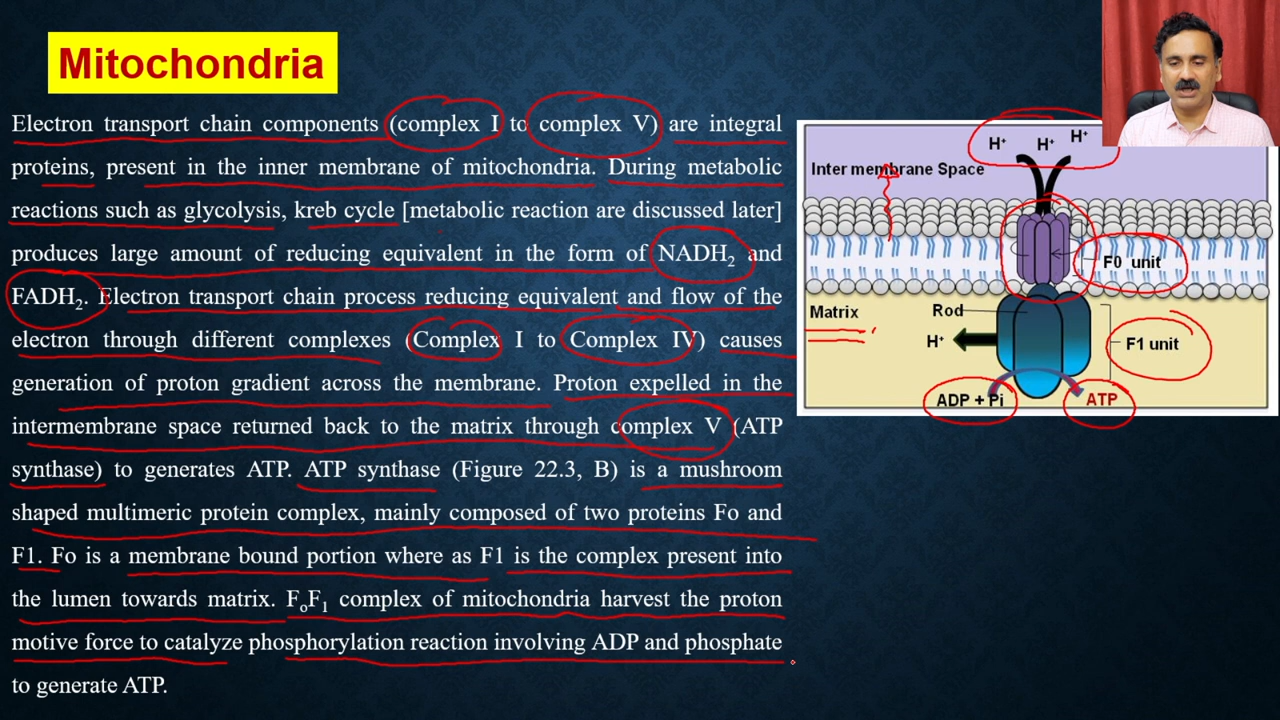 Mitochondria
Electron transport chain components (complex I to complex V) are integral
proteins, present in the inner membrane of mitochondria. During metabolic
reactions such as glycolysis, kreb cycle [metabolic reaction are discussed later]
produces large amount of reducing equivalent in the form of NADH₂ and
FADH₂. Electron transport chain process reducing equivalent and flow of the
electron through different complexes (Complex I to Complex IV) causes
generation of proton gradient across the membrane. Proton expelled in the
intermembrane space returned back to the matrix through complex V (ATP
synthase) to generates ATP. ATP synthase (Figure 22.3, B) is a mushroom
shaped multimeric protein complex, mainly composed of two proteins Fo and
F1. Fo is a membrane bound portion where as F1 is the complex present into
the lumen towards matrix. FₒF₁ complex of mitochondria harvest the proton
motive force to catalyze phosphorylation reaction involving ADP and phosphate
to generate ATP.
H⁺ H⁺ H⁺
Inter membrane Space
F0 unit
Matrix
Rod
H⁺
F1 unit
ADP + Pi
ATP